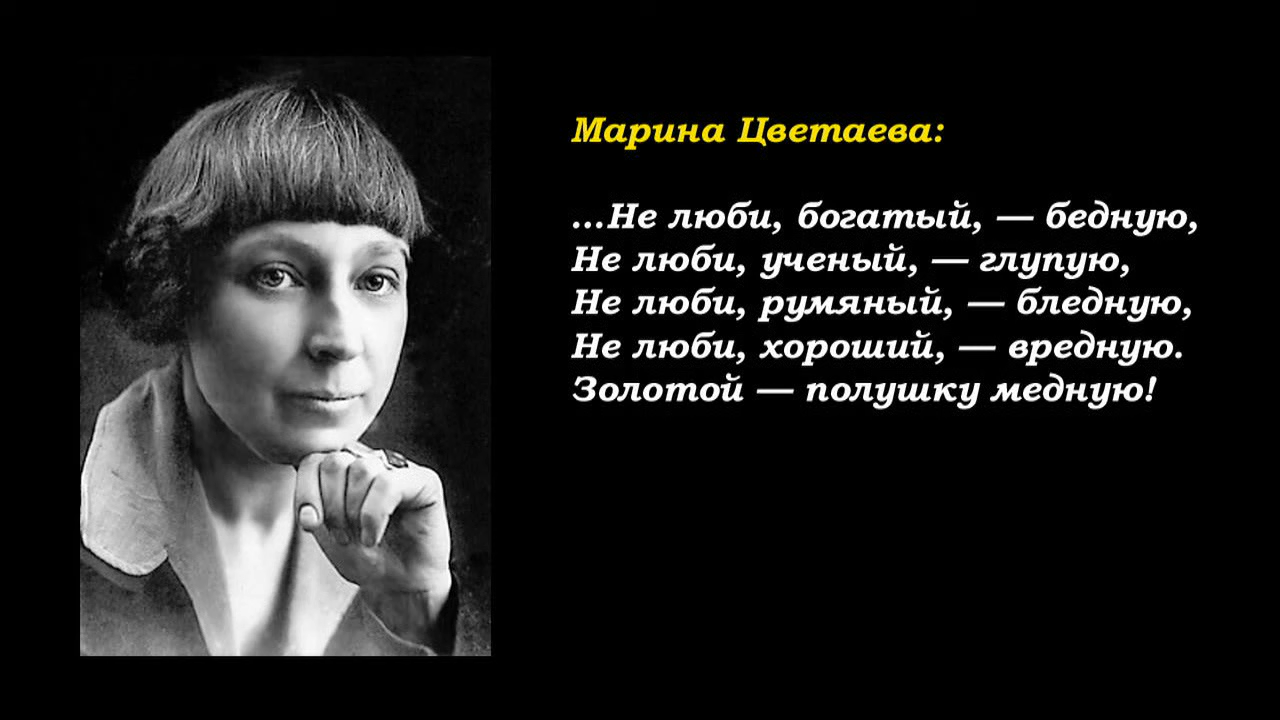 Марина Цветаева:
...Не люби, богатый, — бедную,
Не люби, ученый, — глупую,
Не люби, румяный, — бледную,
Не люби, хороший, — вредную.
Золотой — полушку медную!